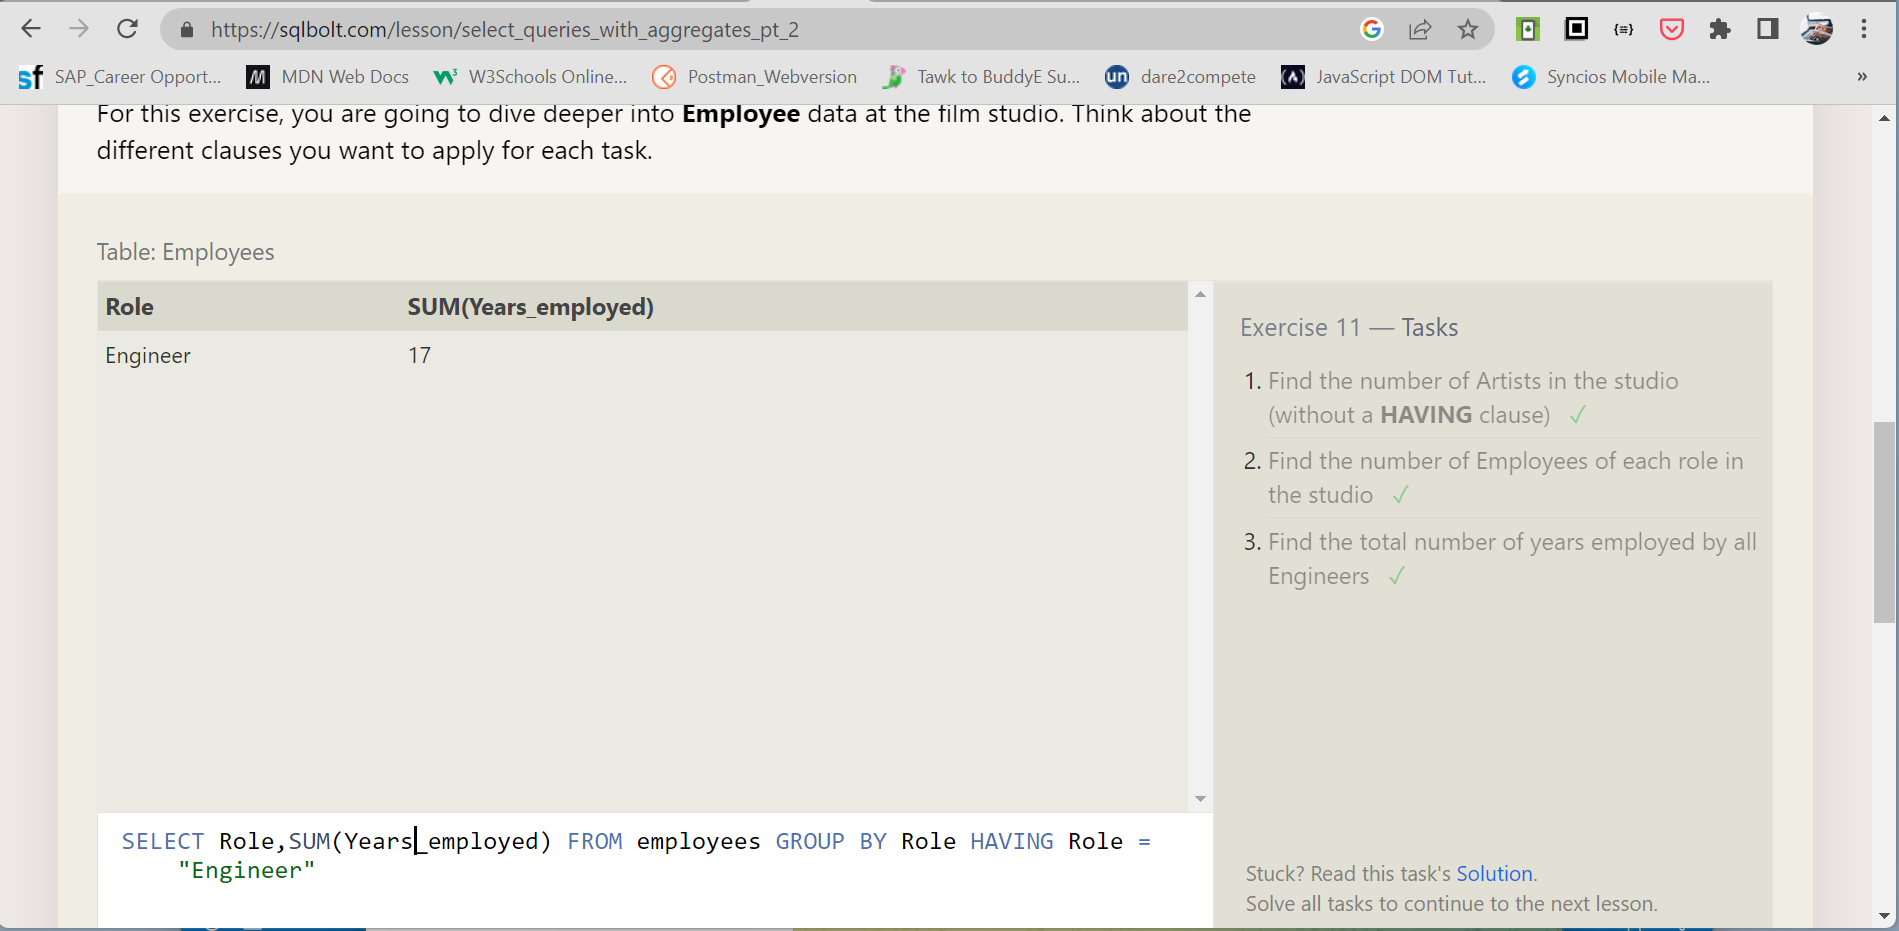 https://sqlbolt.com/lesson/select_queries_with_aggregates_pt_2
sf SAP_Career Opport... M MDN Web Docs W3 W3Schools Online... Postman_Webversion Tawk to BuddyE Su... un dare2compete (Λ) JavaScript DOM Tut... Syncios Mobile Ma... »
For this exercise, you are going to dive deeper into Employee data at the film studio. Think about the
different clauses you want to apply for each task.
Table: Employees
Role SUM(Years_employed)
Engineer 17
Exercise 11 — Tasks
1. Find the number of Artists in the studio
(without a HAVING clause) ✓
2. Find the number of Employees of each role in
the studio ✓
3. Find the total number of years employed by all
Engineers ✓
SELECT Role,SUM(Years_employed) FROM employees GROUP BY Role HAVING Role =
"Engineer"
Stuck? Read this task's Solution.
Solve all tasks to continue to the next lesson.